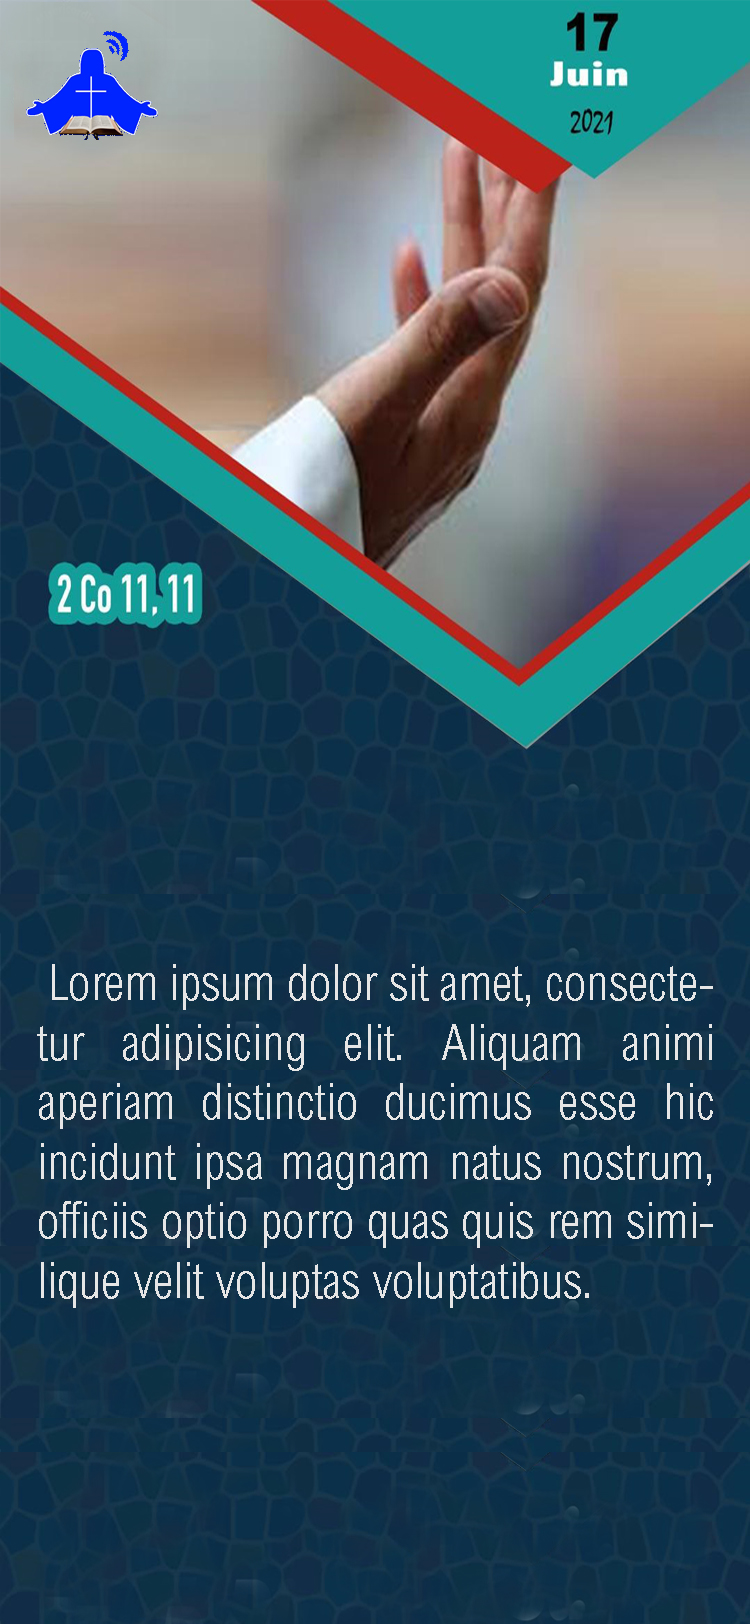 17
Juin
2021
2 Co 11, 11
Lorem ipsum dolor sit amet, consecte-
tur adipisicing elit. Aliquam animi
aperiam distinctio ducimus esse hic
incidunt ipsa magnam natus nostrum,
officiis optio porro quas quis rem simi-
lique velit voluptas voluptatibus.